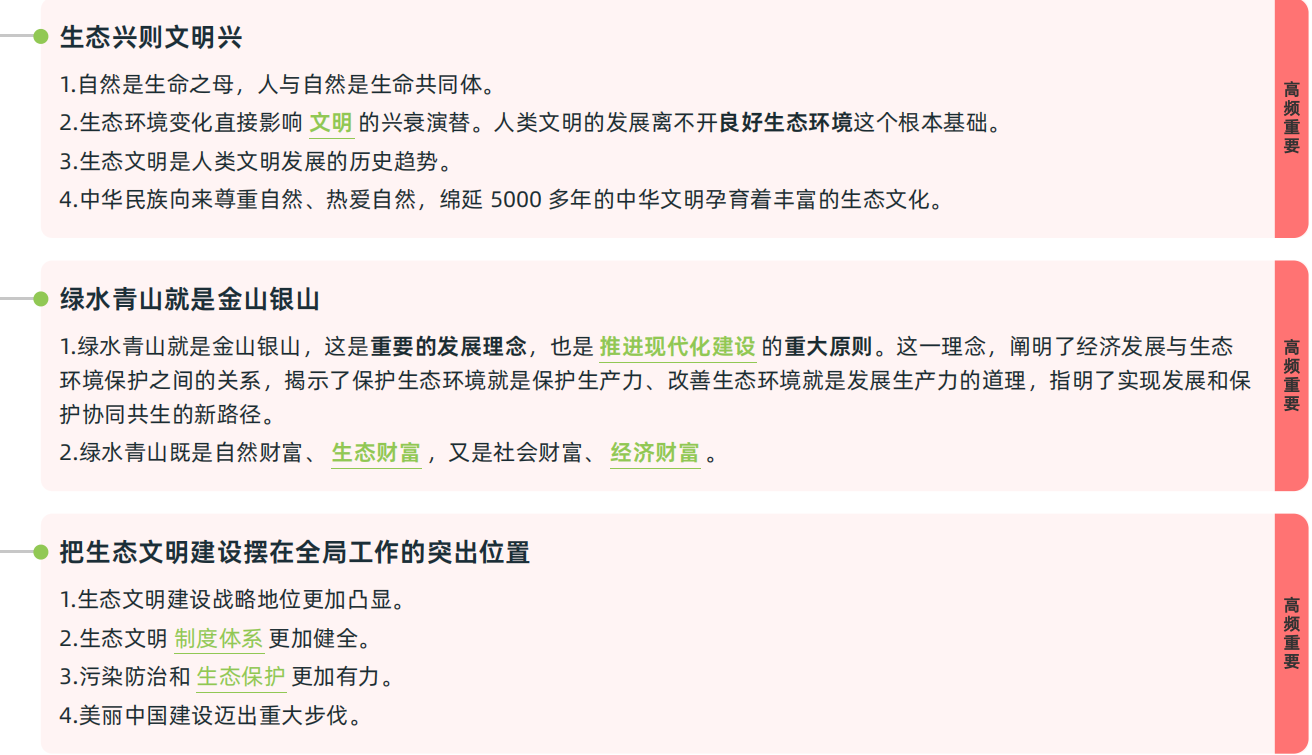 生态兴则文明兴
1.自然是生命之母，人与自然是生命共同体。
2.生态环境变化直接影响 文明 的兴衰演替。人类文明的发展离不开良好生态环境这个根本基础。
3.生态文明是人类文明发展的历史趋势。
4.中华民族向来尊重自然、热爱自然，绵延 5000 多年的中华文明孕育着丰富的生态文化。
高频重要
绿水青山就是金山银山
1.绿水青山就是金山银山，这是重要的发展理念，也是 推进现代化建设 的重大原则。这一理念，阐明了经济发展与生态
环境保护之间的关系，揭示了保护生态环境就是保护生产力、改善生态环境就是发展生产力的道理，指明了实现发展和保
护协同共生的新路径。
2.绿水青山既是自然财富、 生态财富 ，又是社会财富、 经济财富 。
高频重要
把生态文明建设摆在全局工作的突出位置
1.生态文明建设战略地位更加凸显。
2.生态文明 制度体系 更加健全。
3.污染防治和 生态保护 更加有力。
4.美丽中国建设迈出重大步伐。
高频重要